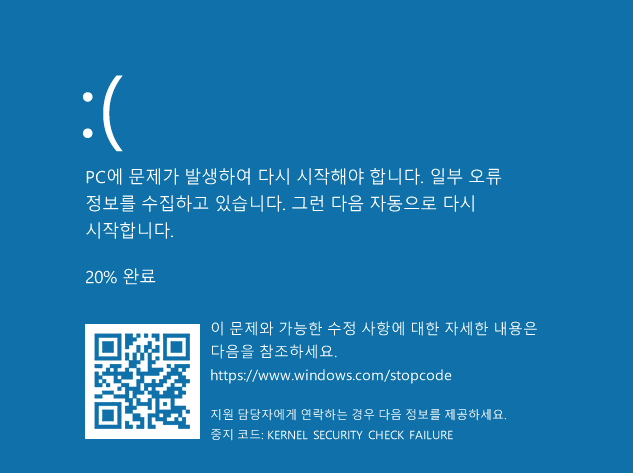 :(
PC에 문제가 발생하여 다시 시작해야 합니다. 일부 오류
정보를 수집하고 있습니다. 그런 다음 자동으로 다시
시작합니다.
20% 완료
이 문제와 가능한 수정 사항에 대한 자세한 내용은
다음을 참조하세요.
https://www.windows.com/stopcode
지원 담당자에게 연락하는 경우 다음 정보를 제공하세요.
중지 코드: KERNEL SECURITY CHECK FAILURE